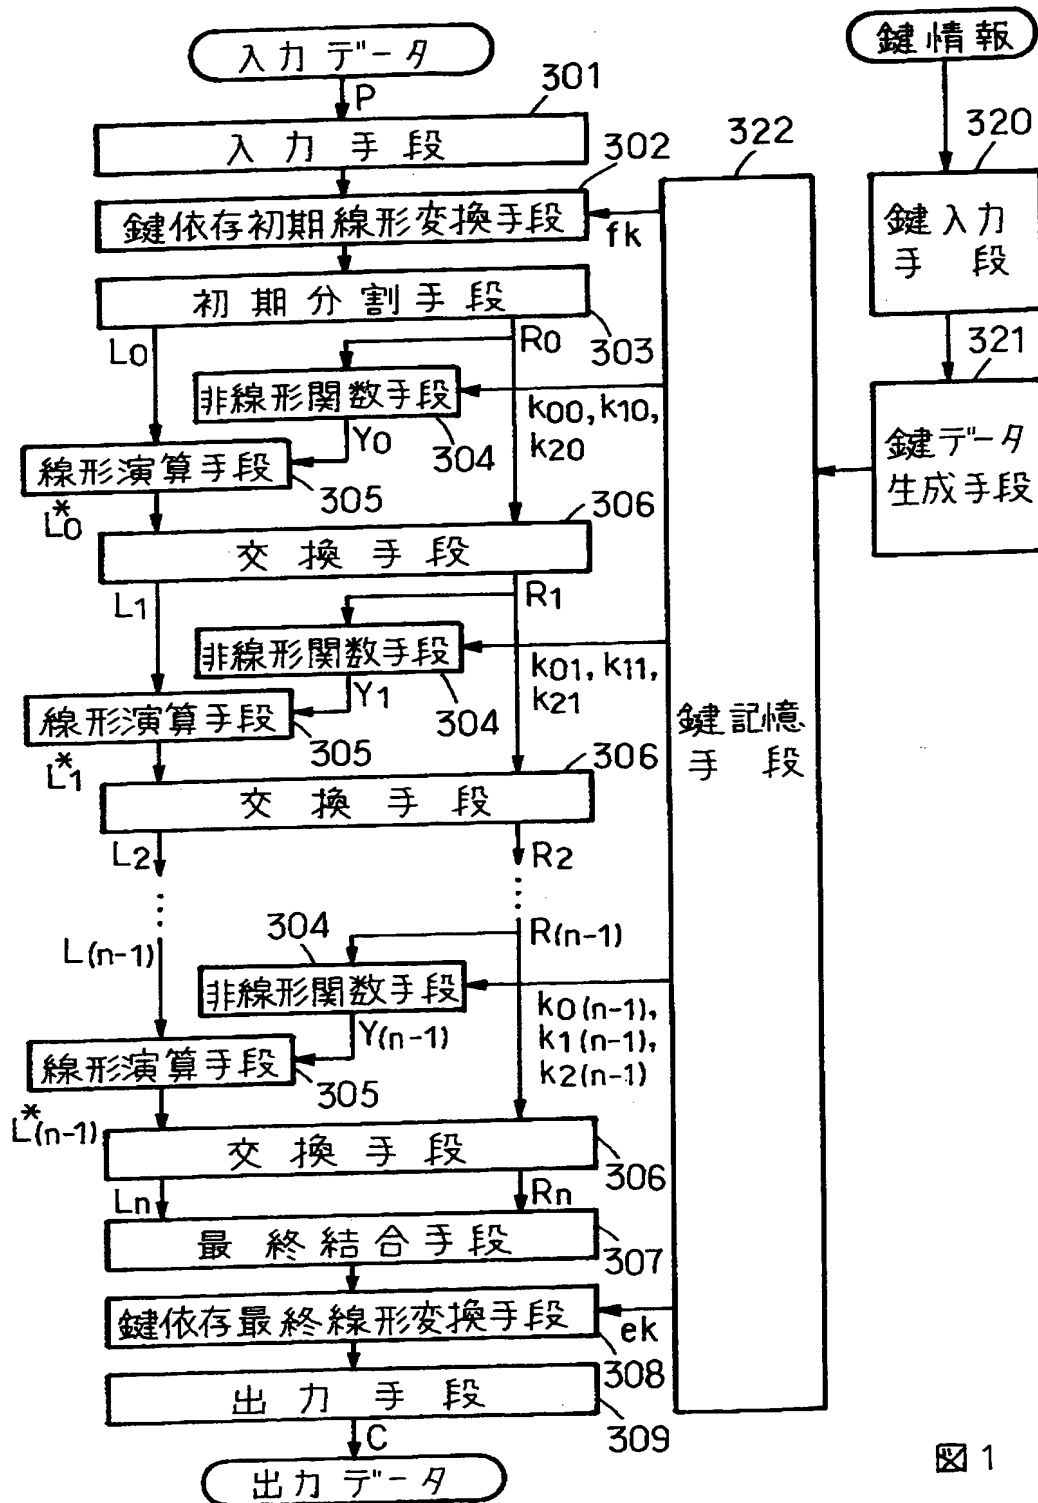 入力データ
P
301
入力手段
302
鍵依存初期線形変換手段
fk
初期分割手段
303
L0
R0
非線形関数手段
304
k00, k10,
k20
Y0
線形演算手段
305
L*0
306
交換手段
L1
R1
非線形関数手段
304
k01, k11,
k21
Y1
線形演算手段
305
L*1
306
交換手段
L2
R2
304
L(n-1)
R(n-1)
非線形関数手段
k0(n-1),
k1(n-1),
k2(n-1)
Y(n-1)
線形演算手段
305
L*(n-1)
交換手段
306
Ln
Rn
最終結合手段
307
鍵依存最終線形変換手段
ek
308
出力手段
309
C
出力データ
322
鍵記憶
手段
鍵情報
320
鍵入力
手段
321
鍵データ
生成手段
図1